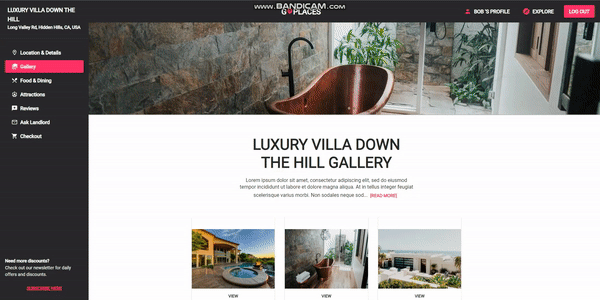 LUXURY VILLA DOWN THE
HILL
Long Valley Rd, Hidden Hills, CA, USA
Location & Details
Gallery
Food & Dining
Attractions
Reviews
Ask Landlord
Checkout
Need more discounts?
Check out our newsletter for daily
offers and discounts.
SUBSCRIBE HERE
www.BANDICAM.com
G PLACES
BOB 'S PROFILE
EXPLORE
LOG OUT
LUXURY VILLA DOWN
THE HILL GALLERY
Lorem ipsum dolor sit amet, consectetur adipiscing elit, sed do eiusmod
tempor incididunt ut labore et dolore magna aliqua. At in tellus integer feugiat
scelerisque varius morbi. Non sodales neque sod... [READ MORE]
VIEW
VIEW
VIEW